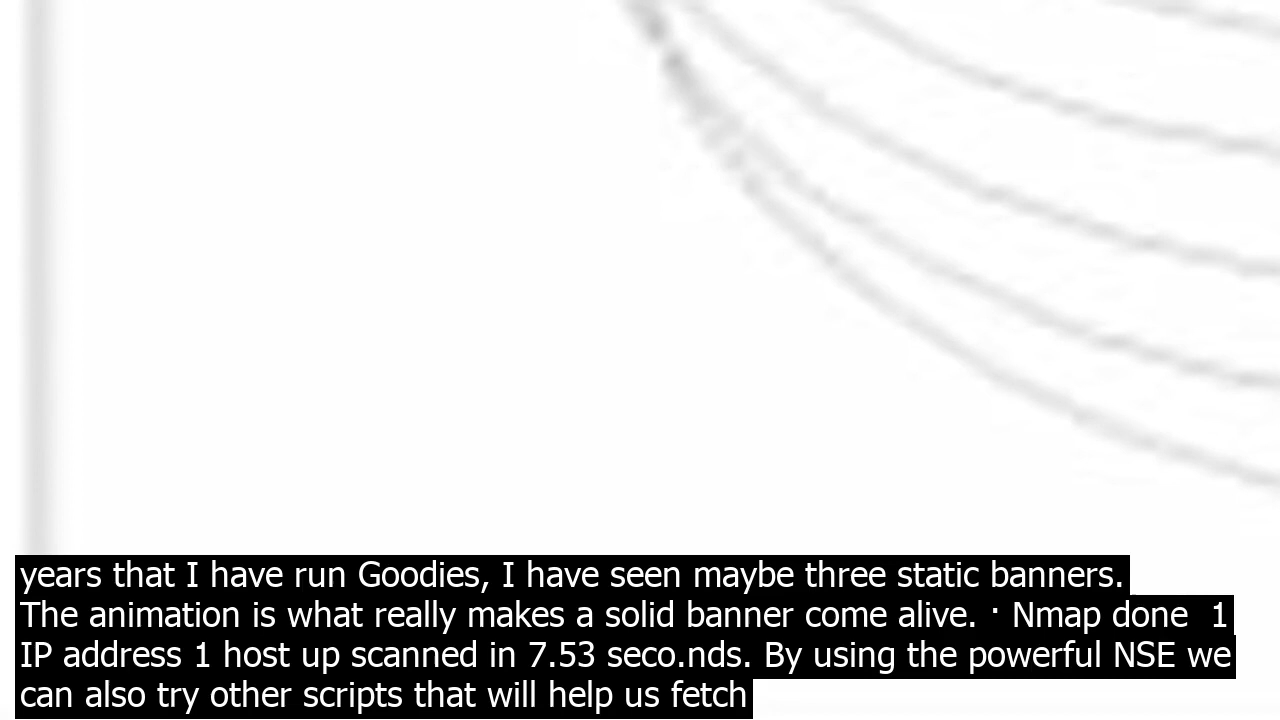 years that I have run Goodies, I have seen maybe three static banners.
The animation is what really makes a solid banner come alive. · Nmap done  1
IP address 1 host up scanned in 7.53 seco.nds. By using the powerful NSE we
can also try other scripts that will help us fetch